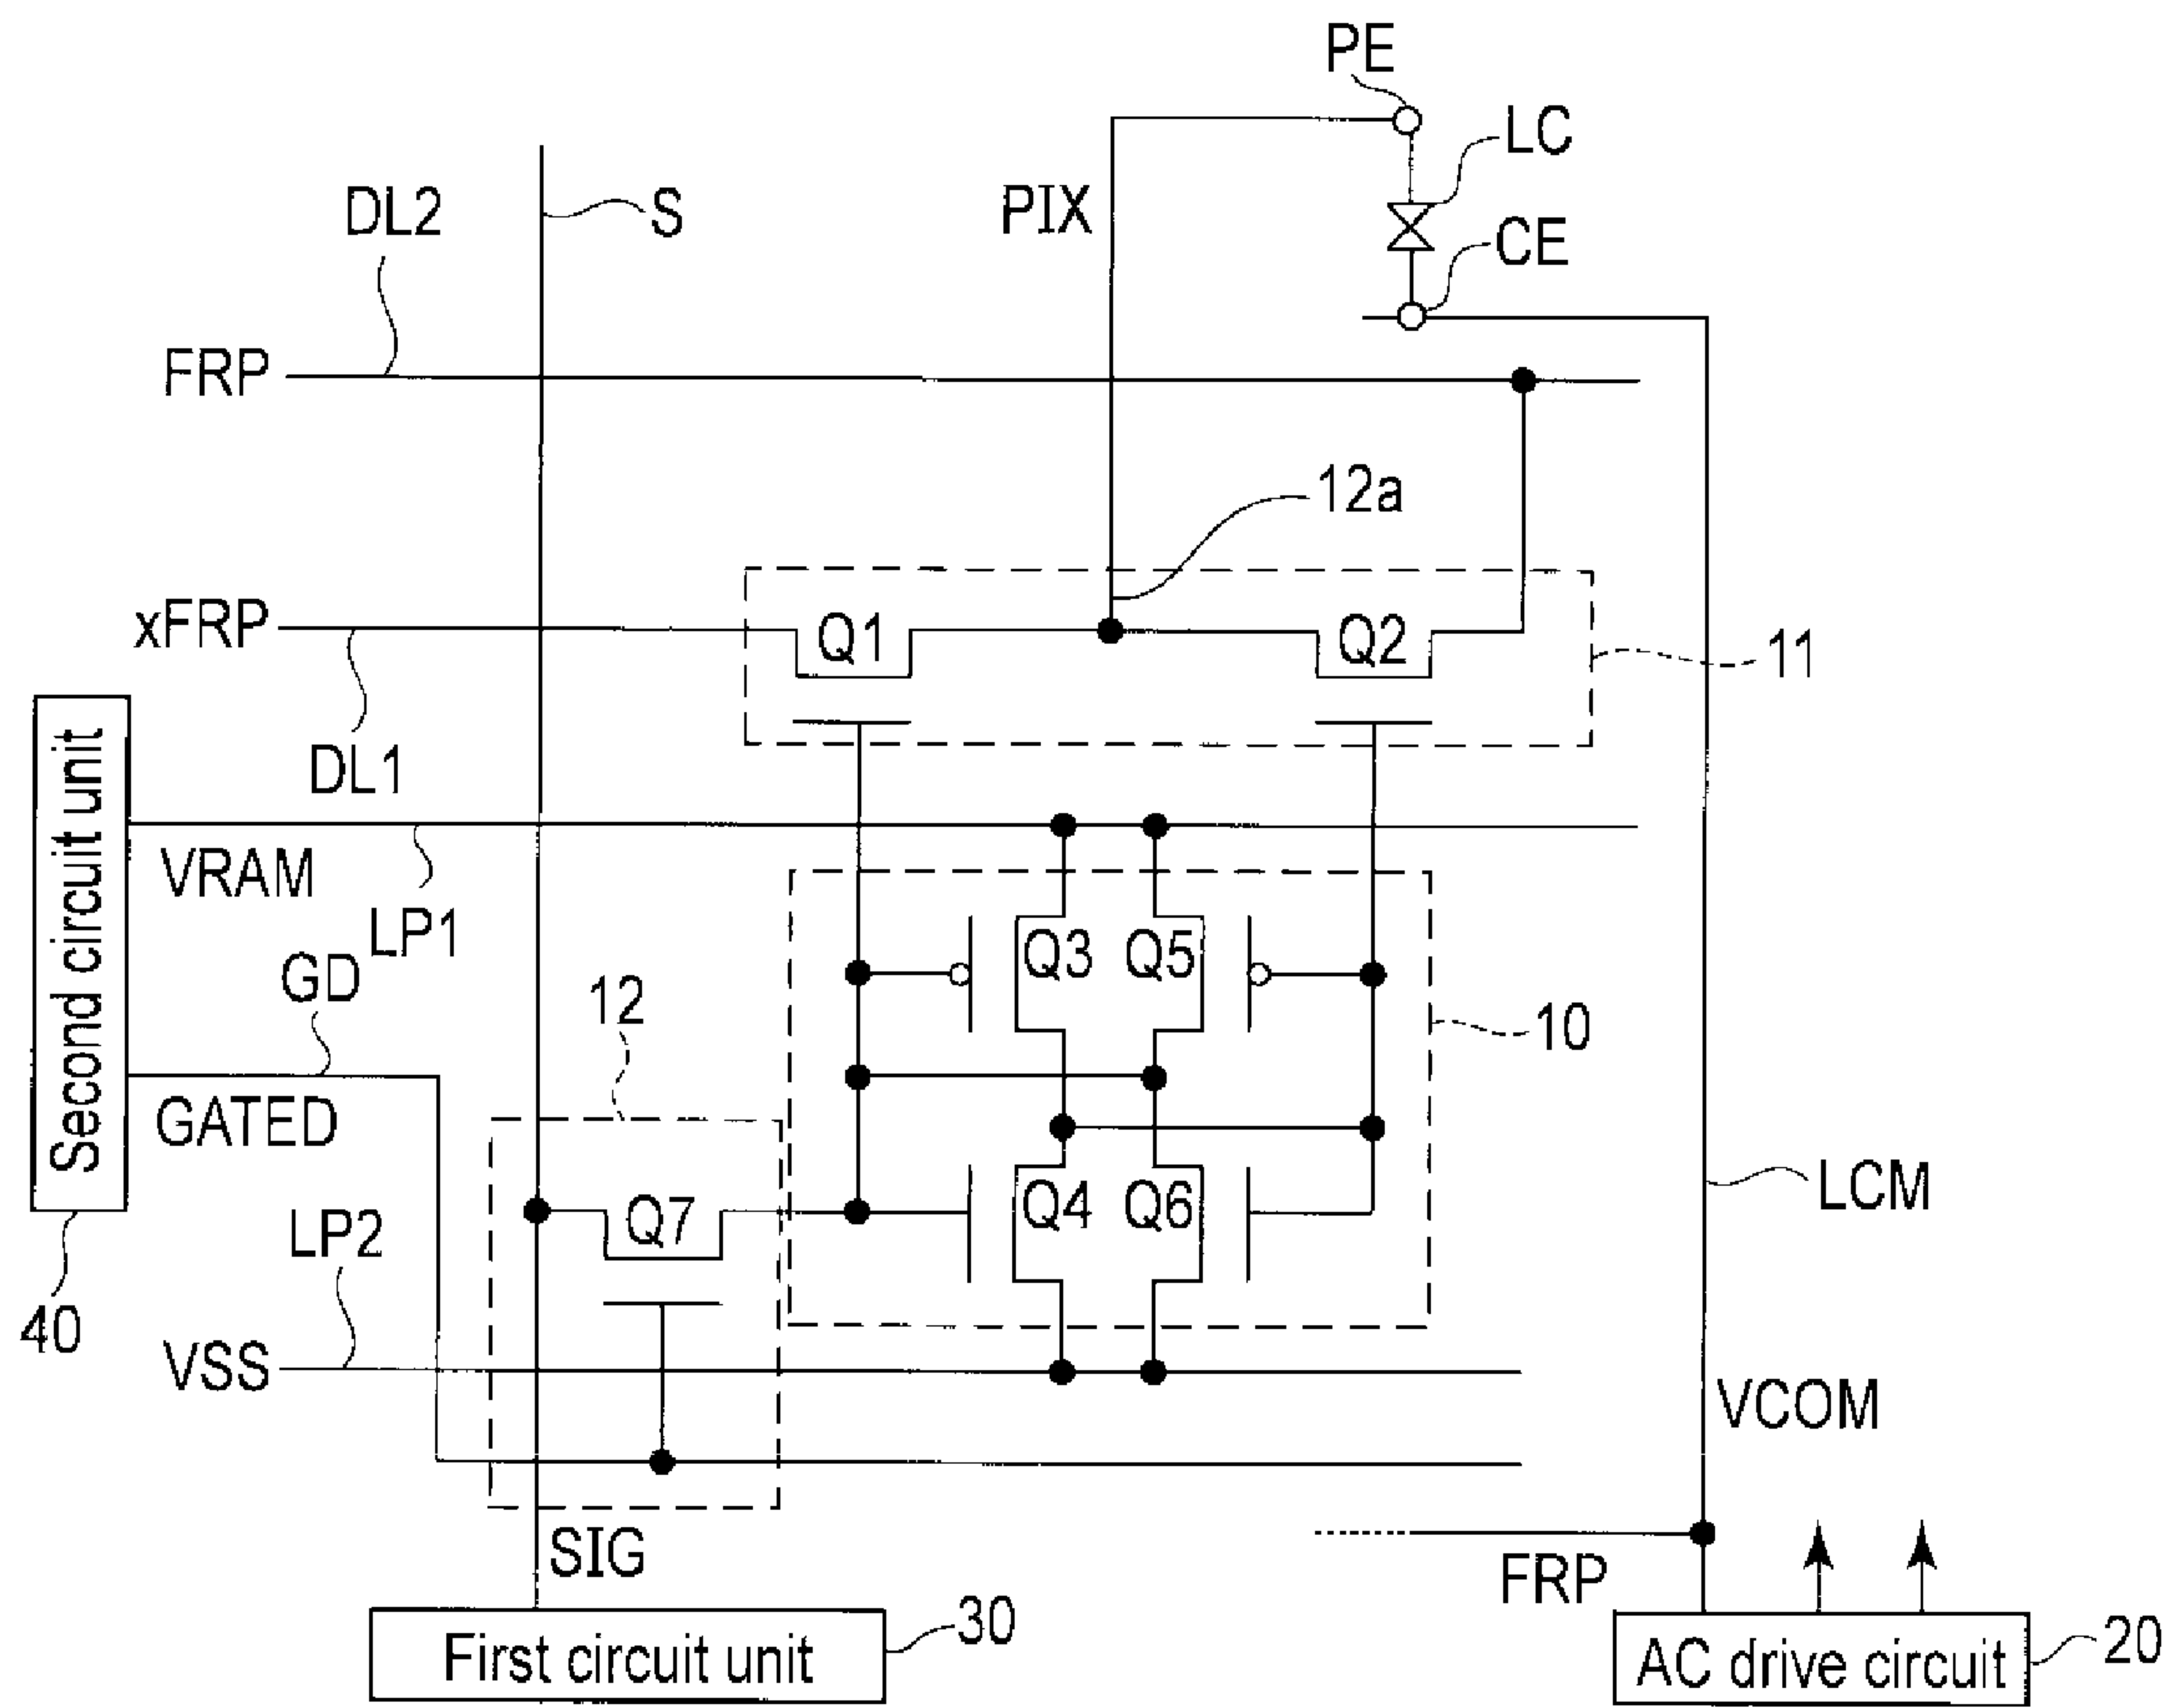 PE
LC
DL2
S
PIX
CE
FRP
12a
xFRP
Q1
Q2
11
DL1
Second circuit unit
VRAM
LP1
Q3
Q5
GD
12
10
GATED
LP2
Q7
Q4
Q6
LCM
40
VSS
VCOM
SIG
FRP
First circuit unit
30
AC drive circuit
20